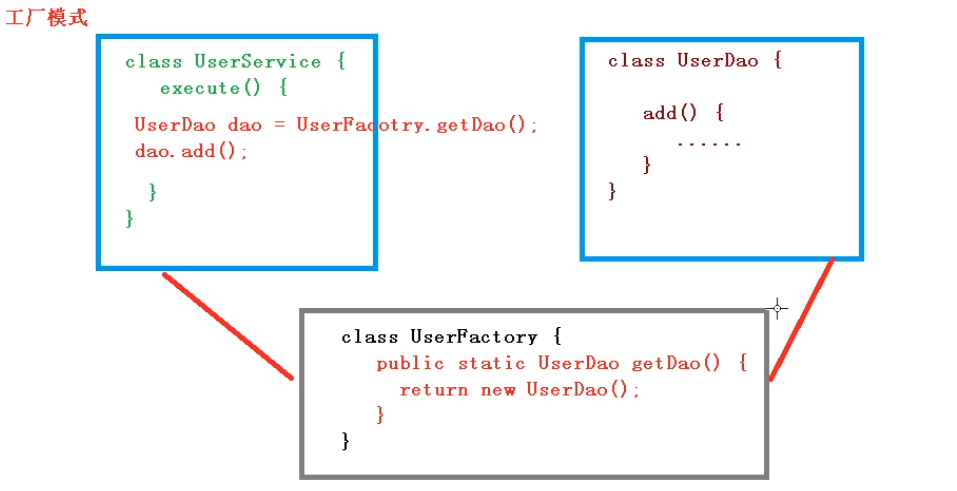 工厂模式
class UserService {
execute() {
UserDao dao = UserFacotry.getDao();
dao.add();
}
}
class UserDao {
add() {
......
}
}
class UserFactory {
public static UserDao getDao() {
return new UserDao();
}
}